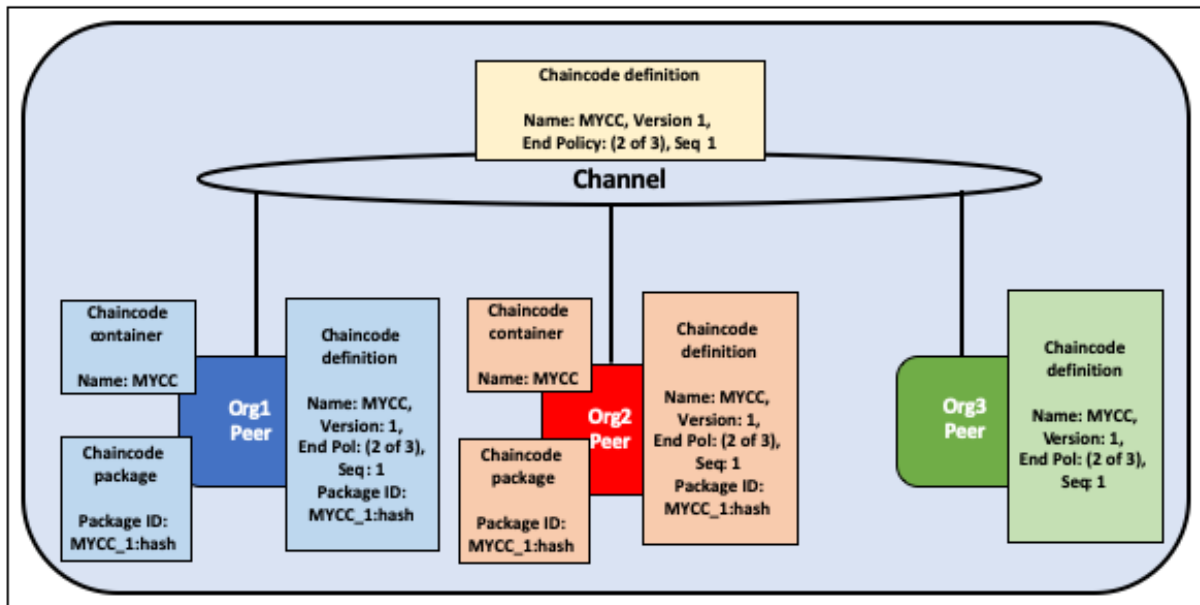 Chaincode definition
Name: MYCC, Version 1,
End Policy: (2 of 3), Seq 1
Channel
Chaincode
container
Name: MYCC
Chaincode
package
Package ID:
MYCC_1:hash
Org1
Peer
Chaincode
definition
Name: MYCC,
Version: 1,
End Pol: (2 of 3),
Seq: 1
Package ID:
MYCC_1:hash
Chaincode
container
Name: MYCC
Chaincode
package
Package ID:
MYCC_1:hash
Org2
Peer
Chaincode
definition
Name: MYCC,
Version: 1,
End Pol: (2 of 3),
Seq: 1
Package ID:
MYCC_1:hash
Org3
Peer
Chaincode
definition
Name: MYCC,
Version: 1,
End Pol: (2 of 3),
Seq: 1